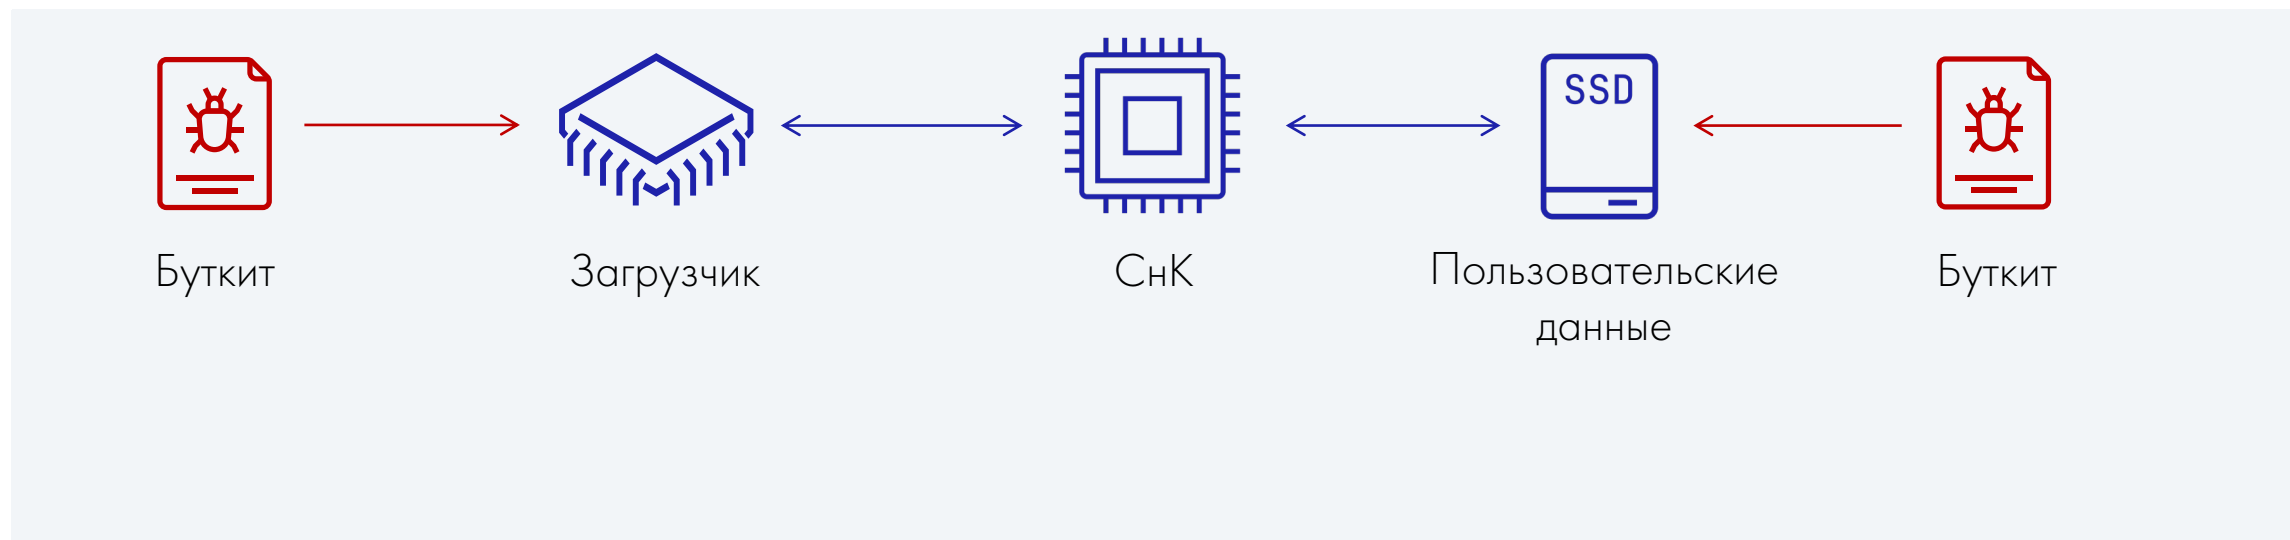 SSD
Буткит
Загрузчик
СнК
Пользовательские
данные
Буткит